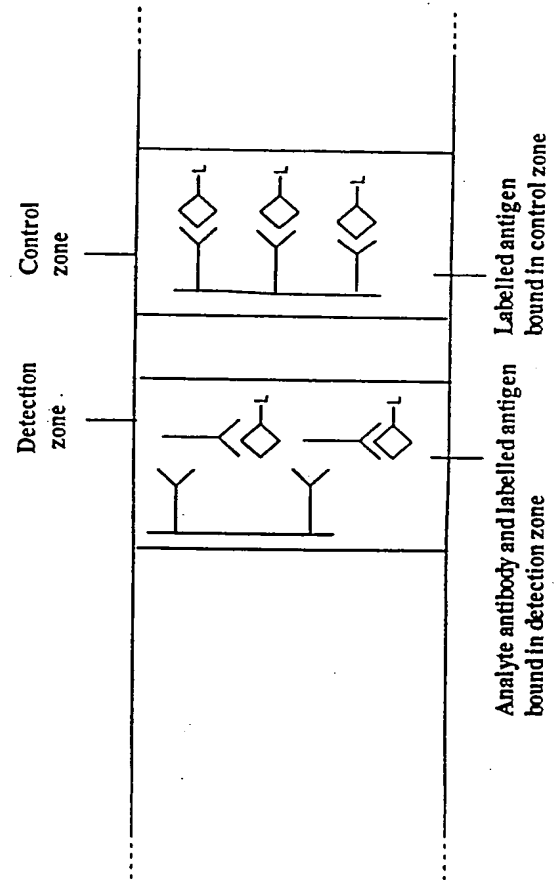 Detection
zone
Control
zone
L
L
L
L
L
Analyte antibody and labelled antigen
bound in detection zone
Labelled antigen
bound in control zone